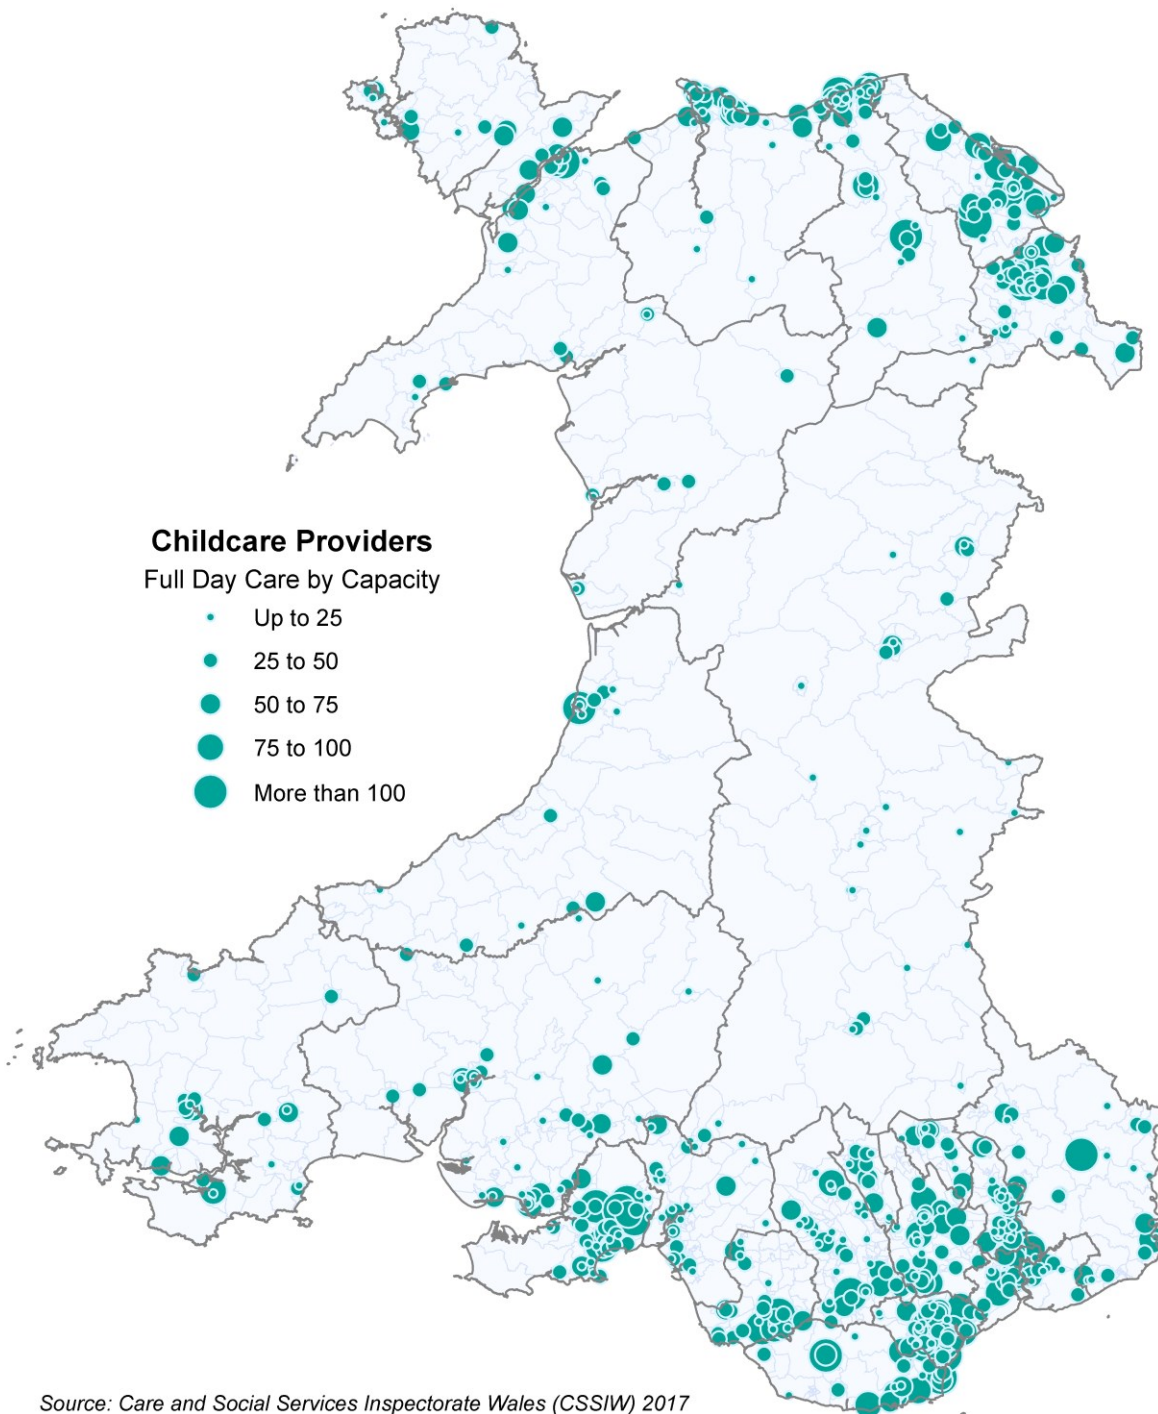 Childcare Providers
Full Day Care by Capacity
Up to 25
25 to 50
50 to 75
75 to 100
More than 100
Source: Care and Social Services Inspectorate Wales (CSSIW) 2017